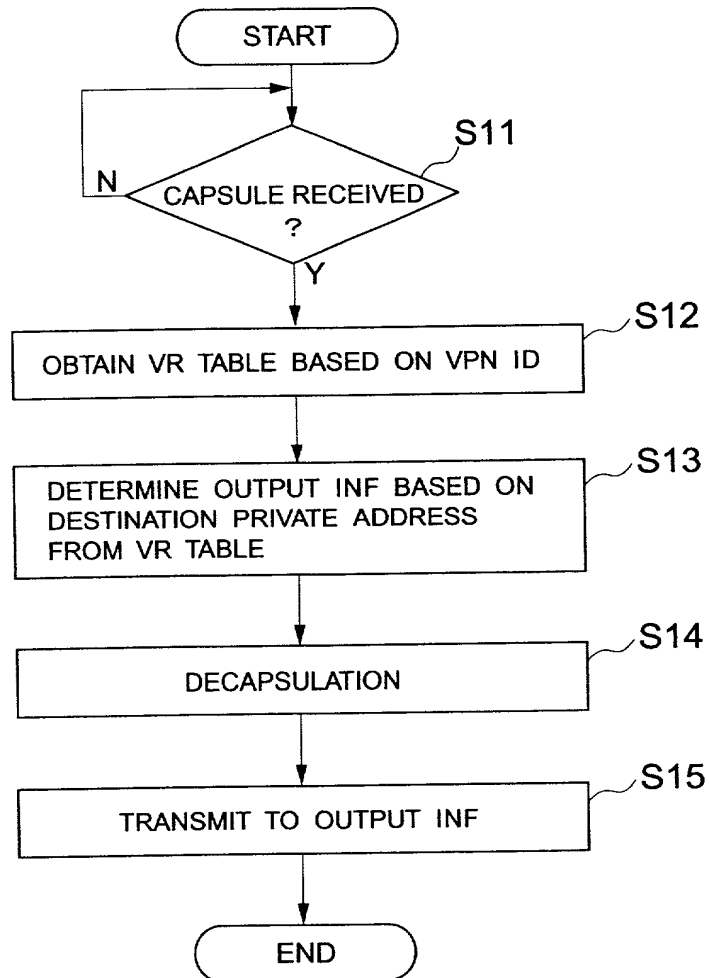 START
S11
N
CAPSULE RECEIVED
?
Y
S12
OBTAIN VR TABLE BASED ON VPN ID
S13
DETERMINE OUTPUT INF BASED ON
DESTINATION PRIVATE ADDRESS
FROM VR TABLE
S14
DECAPSULATION
S15
TRANSMIT TO OUTPUT INF
END